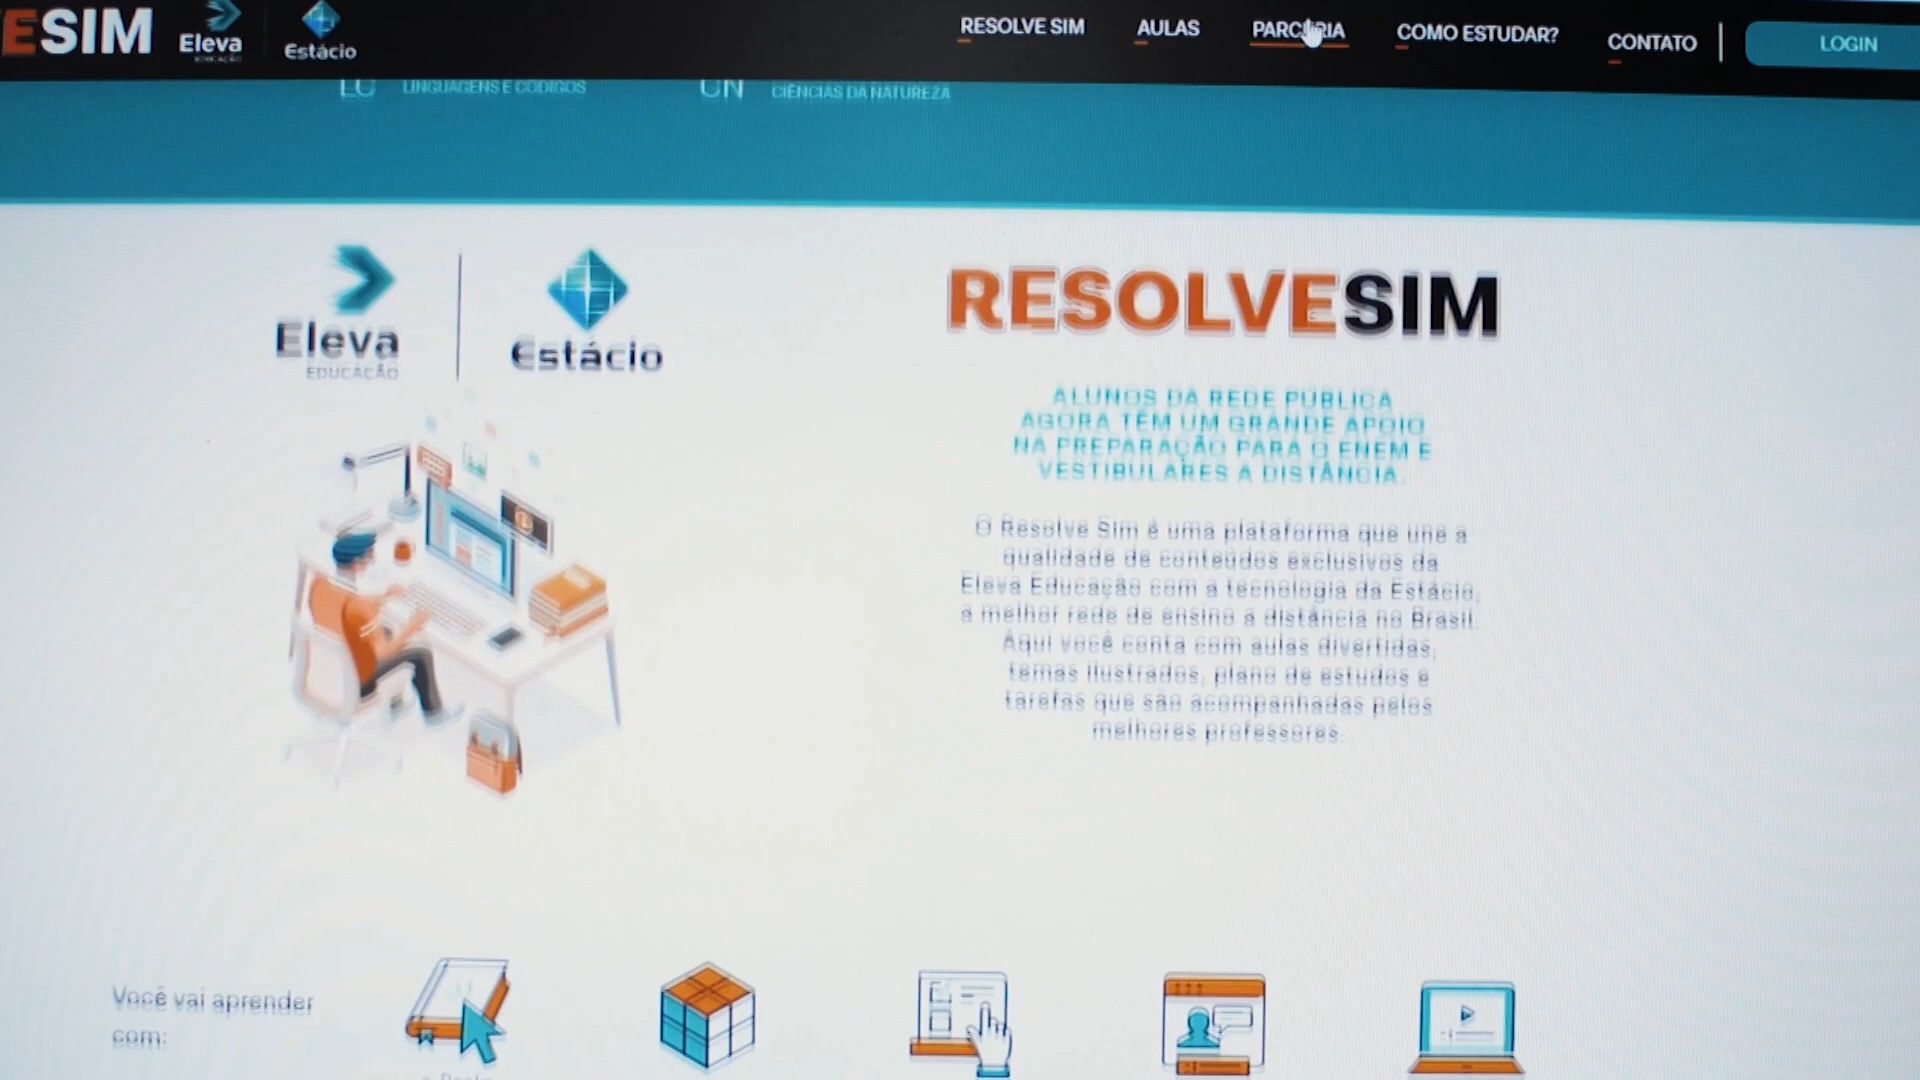 ESIM
Eleva
Estácio
RESOLVE SIM
AULAS
PARCERIA
COMO ESTUDAR?
CONTATO
LOGIN
LC
LINGUAGENS E CÓDIGOS
CN
CIÊNCIAS DA NATUREZA
Eleva
EDUCAÇÃO
Estácio
RESOLVESIM
ALUNOS DA REDE PÚBLICA
AGORA TÊM UM GRANDE APOIO
NA PREPARAÇÃO PARA O ENEM E
VESTIBULARES A DISTÂNCIA.
O Resolve Sim é uma plataforma que une a
qualidade de conteúdos exclusivos da
Eleva Educação com a tecnologia da Estácio,
a melhor rede de ensino a distância no Brasil.
Aqui você conta com aulas divertidas,
temas ilustrados, plano de estudos e
tarefas que são acompanhadas pelos
melhores professores.
Você vai aprender
com: